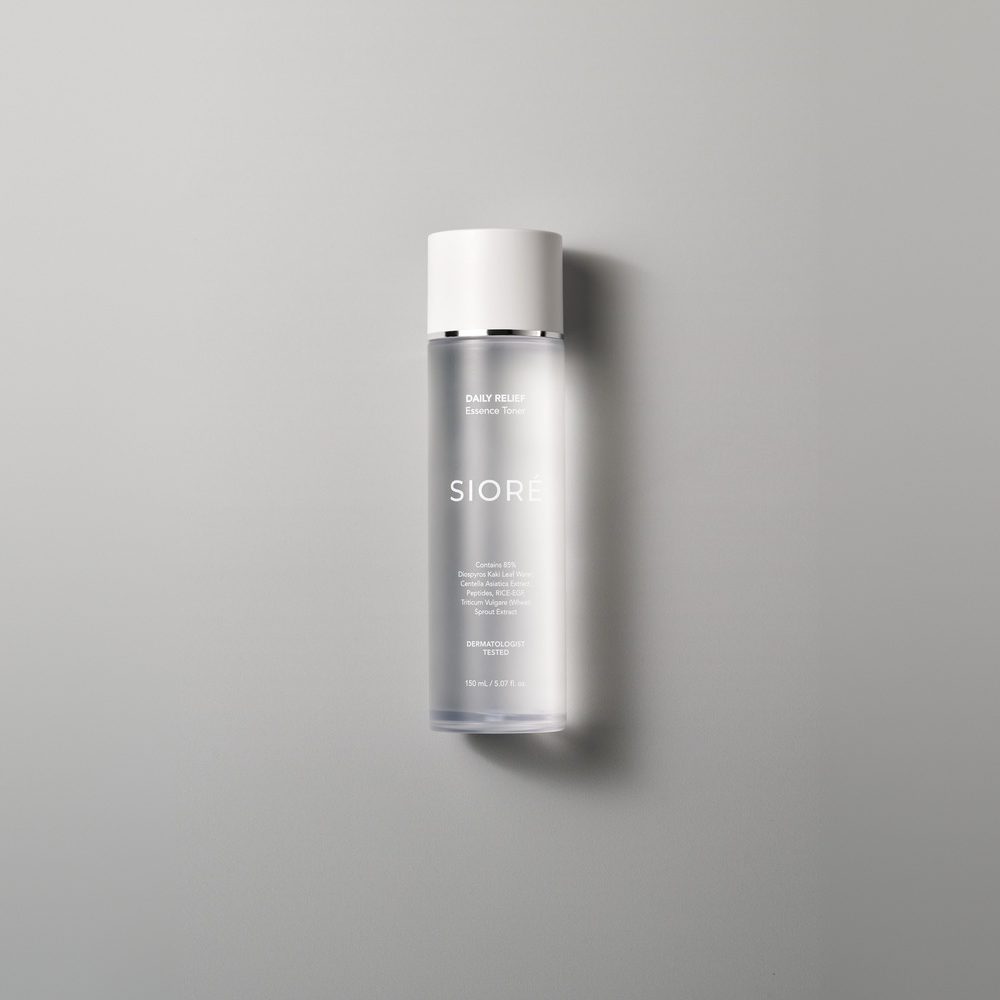 DAILY RELIEF
Essence Toner
SIORÉ
Contains 85%
Diospyros Kaki Leaf Water
Centella Asiatica Extract
Peptides, RICE-EGF
Triticum Vulgare (Wheat)
Sprout Extract
DERMATOLOGIST
TESTED
150 mL / 5.07 fl. oz.